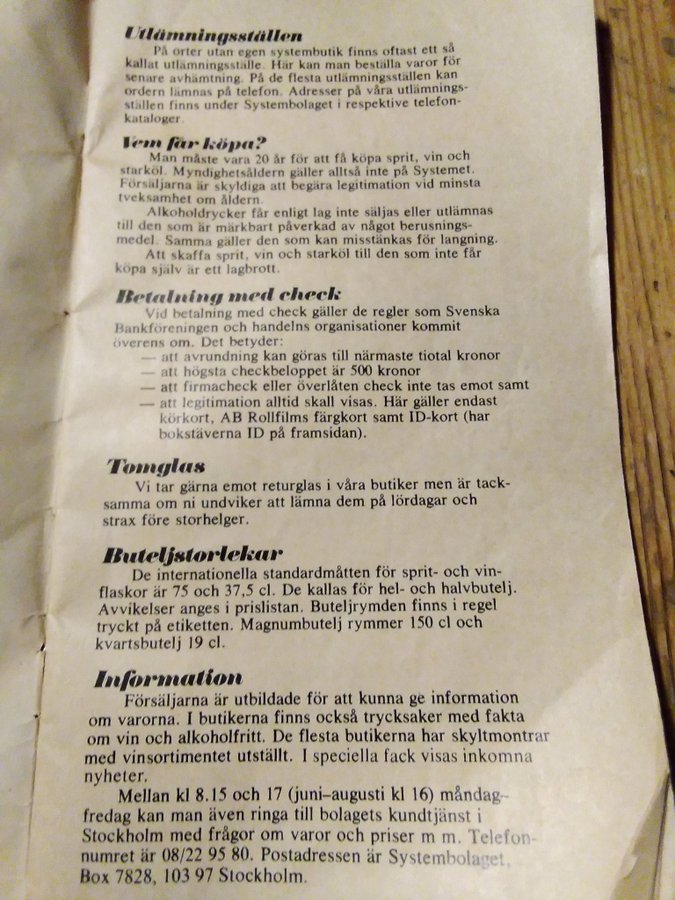 Utlämningsställen
På orter utan egen systembutik finns oftast ett så
kallat utlämningsställe. Här kan man beställa varor för
senare avhämtning. På de flesta utlämningsställen kan
ordern lämnas på telefon. Adresser på våra utlämnings-
ställen finns under Systembolaget i respektive telefon-
kataloger.
Vem får köpa?
Man måste vara 20 år för att få köpa sprit, vin och
starköl. Myndighetsåldern gäller alltså inte på Systemet.
Försäljarna är skyldiga att begära legitimation vid minsta
tveksamhet om åldern.
Alkoholdrycker får enligt lag inte säljas eller utlämnas
till den som är märkbart påverkad av något berusnings-
medel. Samma gäller den som kan misstänkas för langning.
Att skaffa sprit, vin och starköl till den som inte får
köpa själv är ett lagbrott.
Betalning med check
Vid betalning med check gäller de regler som Svenska
Bankföreningen och handelns organisationer kommit
överens om. Det betyder:
— att avrundning kan göras till närmaste tiotal kronor
— att högsta checkbeloppet är 500 kronor
— att firmacheck eller överlåten check inte tas emot samt
— att legitimation alltid skall visas. Här gäller endast
körkort, AB Rollfilms färgkort samt ID-kort (har
bokstäverna ID på framsidan).
Tomglas
Vi tar gärna emot returglas i våra butiker men är tack-
samma om ni undviker att lämna dem på lördagar och
strax före storhelger.
Buteljstorlekar
De internationella standardmåtten för sprit- och vin-
flaskor är 75 och 37,5 cl. De kallas för hel- och halvbutelj.
Avvikelser anges i prislistan. Buteljrymden finns i regel
tryckt på etiketten. Magnumbutelj rymmer 150 cl och
kvartsbutelj 19 cl.
Information
Försäljarna är utbildade för att kunna ge information
om varorna. I butikerna finns också trycksaker med fakta
om vin och alkoholfritt. De flesta butikerna har skyltmontrar
med vinsortimentet utställt. I speciella fack visas inkomna
nyheter.
Mellan kl 8.15 och 17 (juni–augusti kl 16) måndag–
fredag kan man även ringa till bolagets kundtjänst i
Stockholm med frågor om varor och priser m m. Telefon-
numret är 08/22 95 80. Postadressen är Systembolaget,
Box 7828, 103 97 Stockholm.